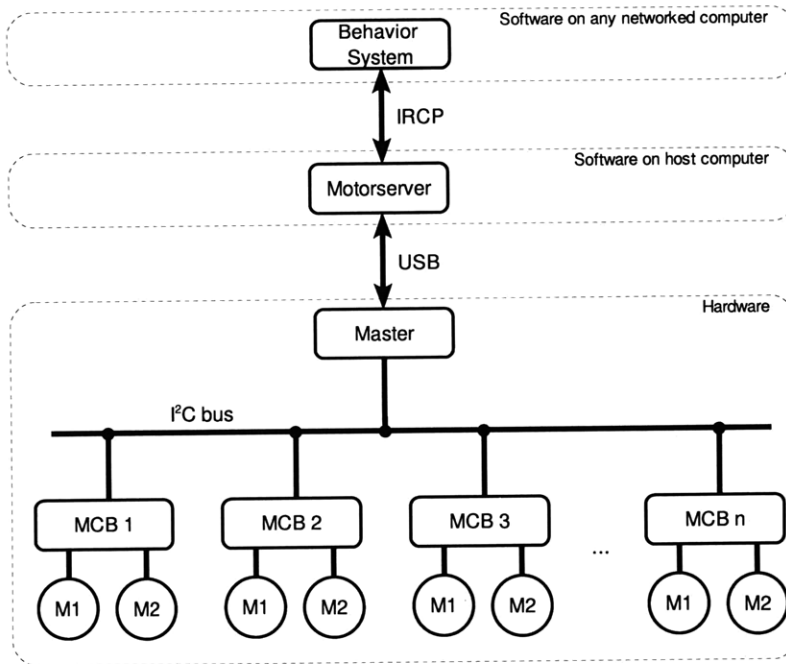 Software on any networked computer
Behavior
System
IRCP
Software on host computer
Motorserver
USB
Hardware
Master
I²C bus
MCB 1
MCB 2
MCB 3
MCB n
...
M1
M2
M1
M2
M1
M2
M1
M2